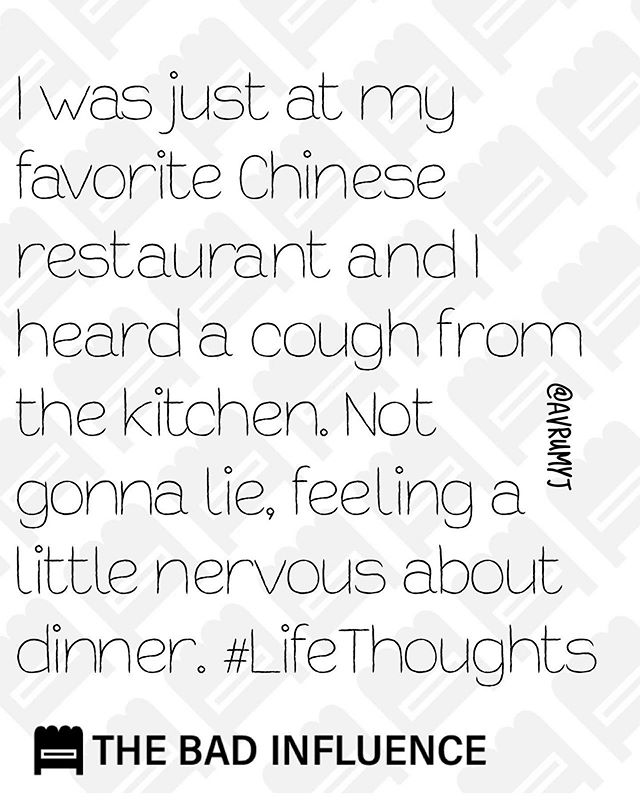 I was just at my
favorite Chinese
restaurant and I
heard a cough from
the kitchen. Not
gonna lie, feeling a
little nervous about
dinner. #LifeThoughts
@AVRUMYJ
THE BAD INFLUENCE